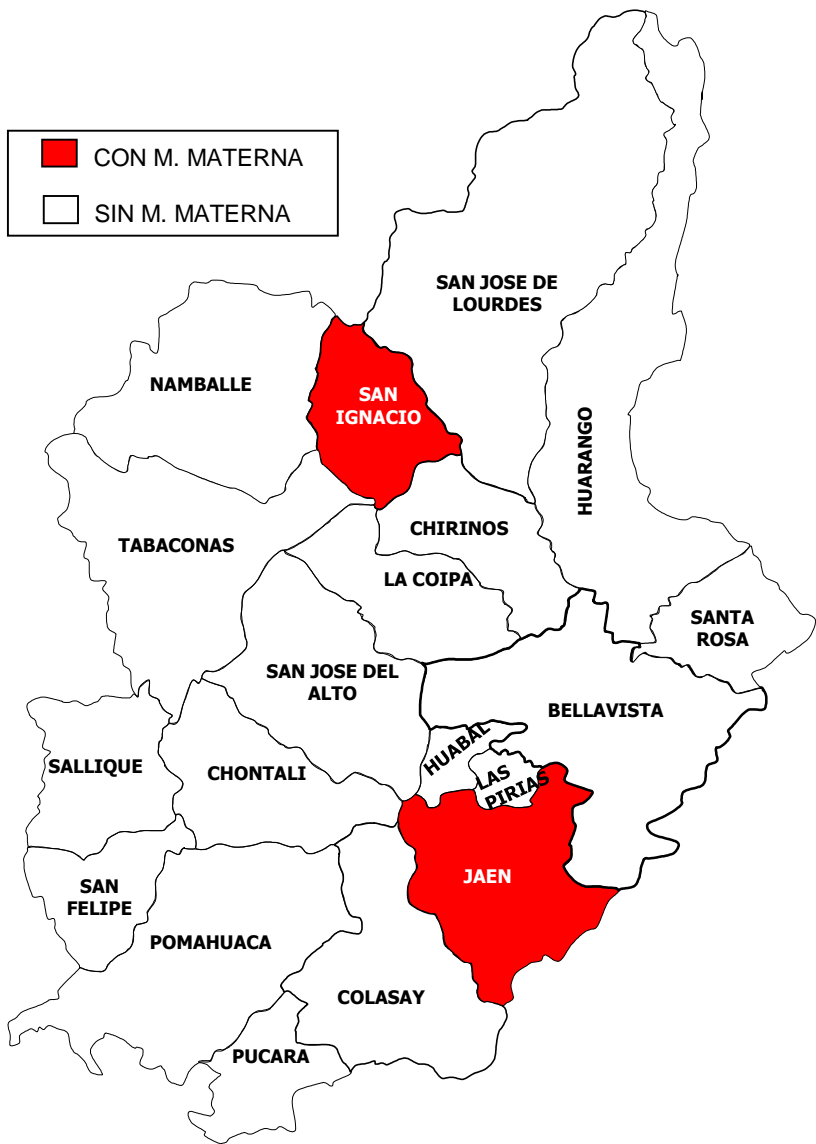 CON M. MATERNA
SIN M. MATERNA
SAN JOSE DE
LOURDES
NAMBALLE
SAN
IGNACIO
HUARANGO
CHIRINOS
TABACONAS
LA COIPA
SANTA
ROSA
SAN JOSE DEL
ALTO
BELLAVISTA
HUABAL
SALLIQUE
CHONTALI
LAS
PIRIAS
JAEN
SAN
FELIPE
POMAHUACA
COLASAY
PUCARA